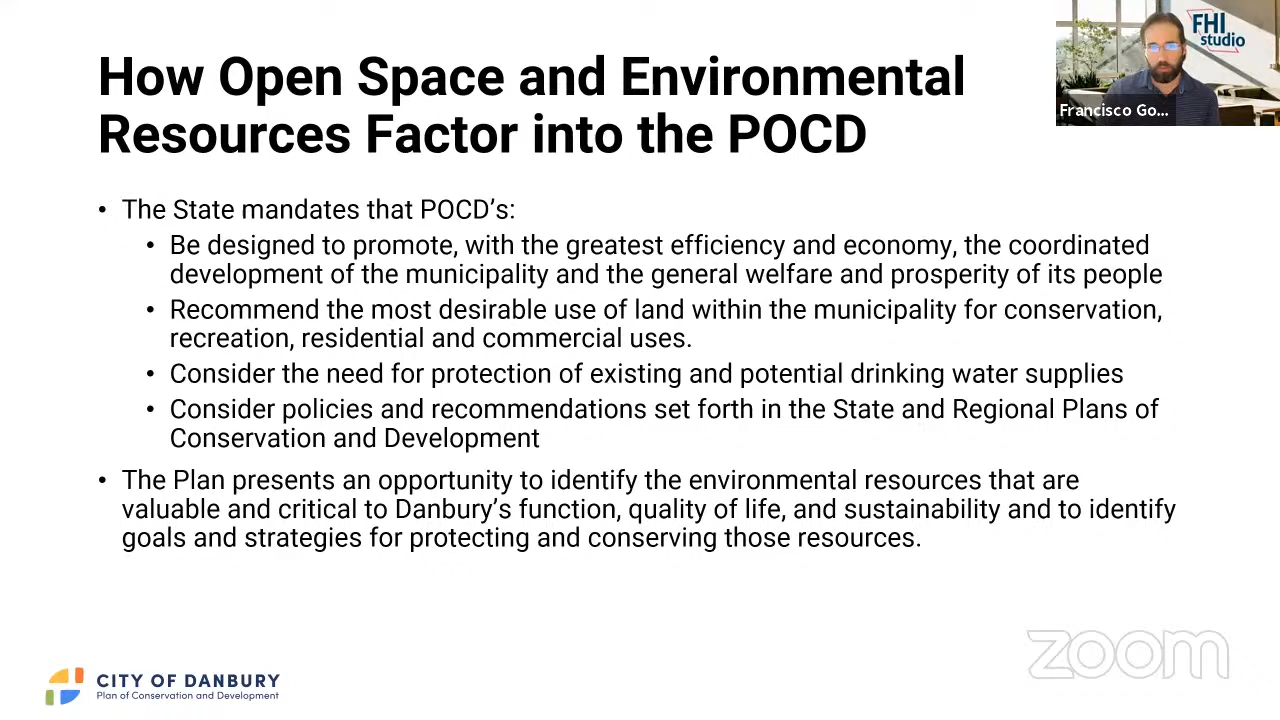 How Open Space and Environmental
Resources Factor into the POCD
FHI
studio
Francisco Go...
• The State mandates that POCD's:
• Be designed to promote, with the greatest efficiency and economy, the coordinated
development of the municipality and the general welfare and prosperity of its people
• Recommend the most desirable use of land within the municipality for conservation,
recreation, residential and commercial uses.
• Consider the need for protection of existing and potential drinking water supplies
• Consider policies and recommendations set forth in the State and Regional Plans of
Conservation and Development
• The Plan presents an opportunity to identify the environmental resources that are
valuable and critical to Danbury's function, quality of life, and sustainability and to identify
goals and strategies for protecting and conserving those resources.
CITY OF DANBURY
Plan of Conservation and Development
zoom